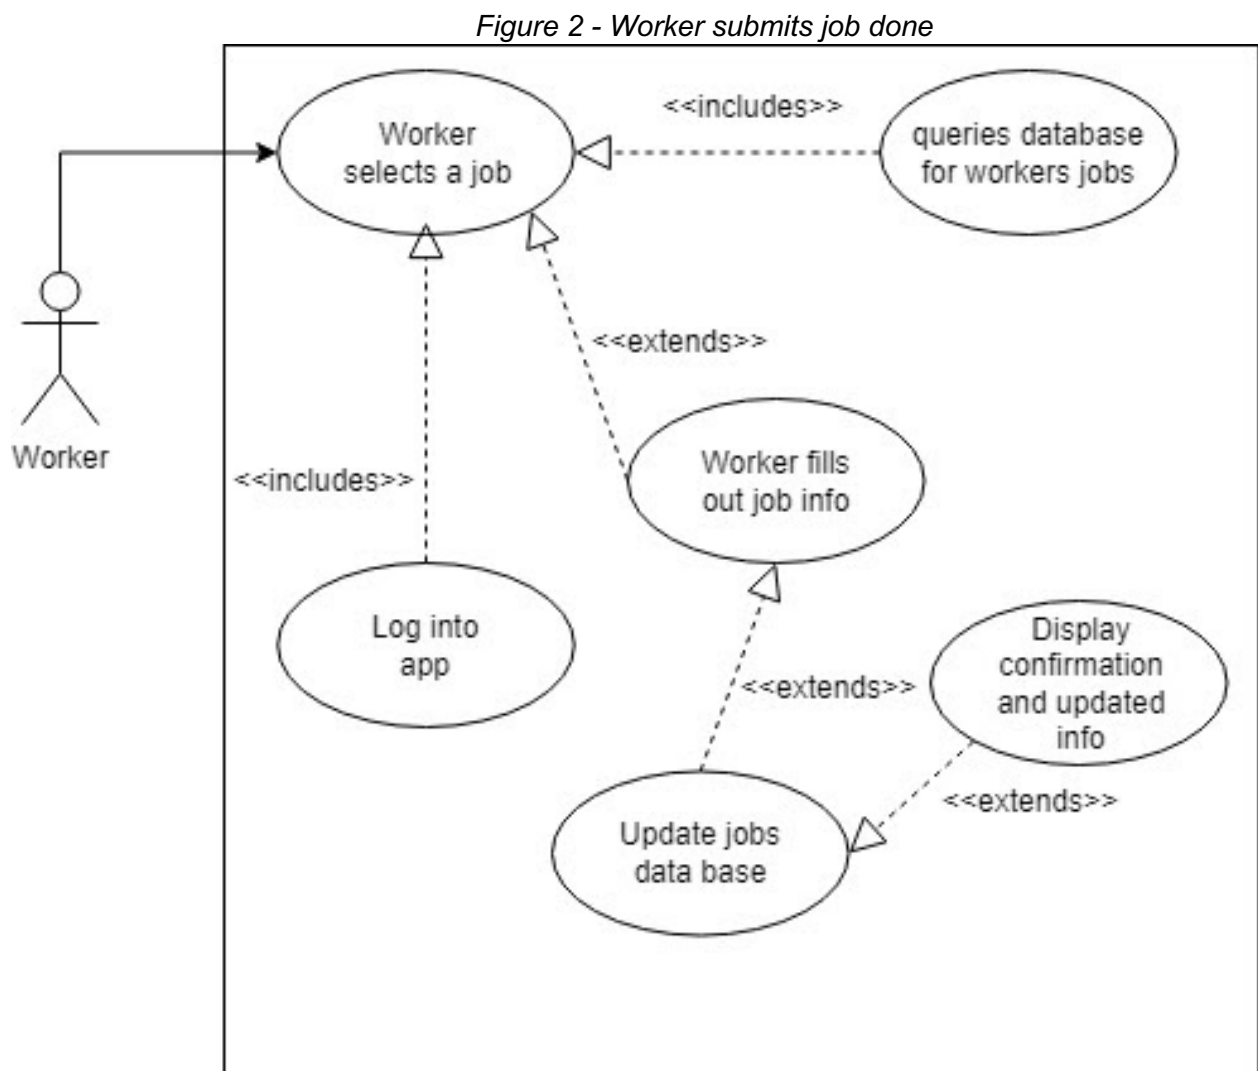 Figure 2 - Worker submits job done
Worker
selects a job
<<includes>>
queries database
for workers jobs
<<extends>>
Worker
<<includes>>
Worker fills
out job info
Log into
app
<<extends>>
Display
confirmation
and updated
info
<<extends>>
Update jobs
data base